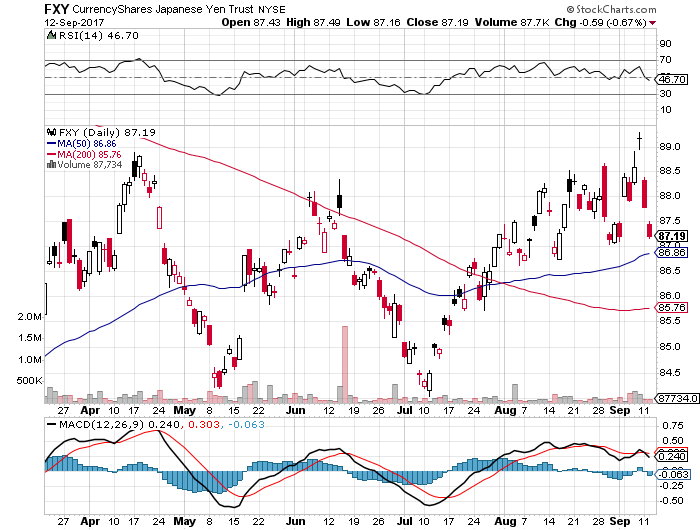 FXY CurrencyShares Japanese Yen Trust NYSE © StockCharts.com
12-Sep-2017 Open 87.43 High 87.49 Low 87.16 Close 87.19 Volume 87.7K Chg -0.59 (-0.67%)
RSI(14) 46.70
90
70
50
46.70
30
10
FXY (Daily) 87.19
MA(50) 86.86
MA(200) 85.76
Volume 87,734
89.0
88.5
88.0
87.5
87.19
87.0
86.86
86.5
86.0
85.76
85.5
85.0
84.5
87734.0
2.0M
1.5M
1.0M
500K
27 Apr 10 17 24 May 8 15 22 Jun 12 19 26 Jul 10 17 24 Aug 7 14 21 28 Sep 11
MACD(12,26,9) 0.240, 0.303, -0.063
0.75
0.50
0.240
0.00
-0.063
-0.25
-0.50
27 Apr 10 17 24 May 8 15 22 Jun 12 19 26 Jul 10 17 24 Aug 7 14 21 28 Sep 11